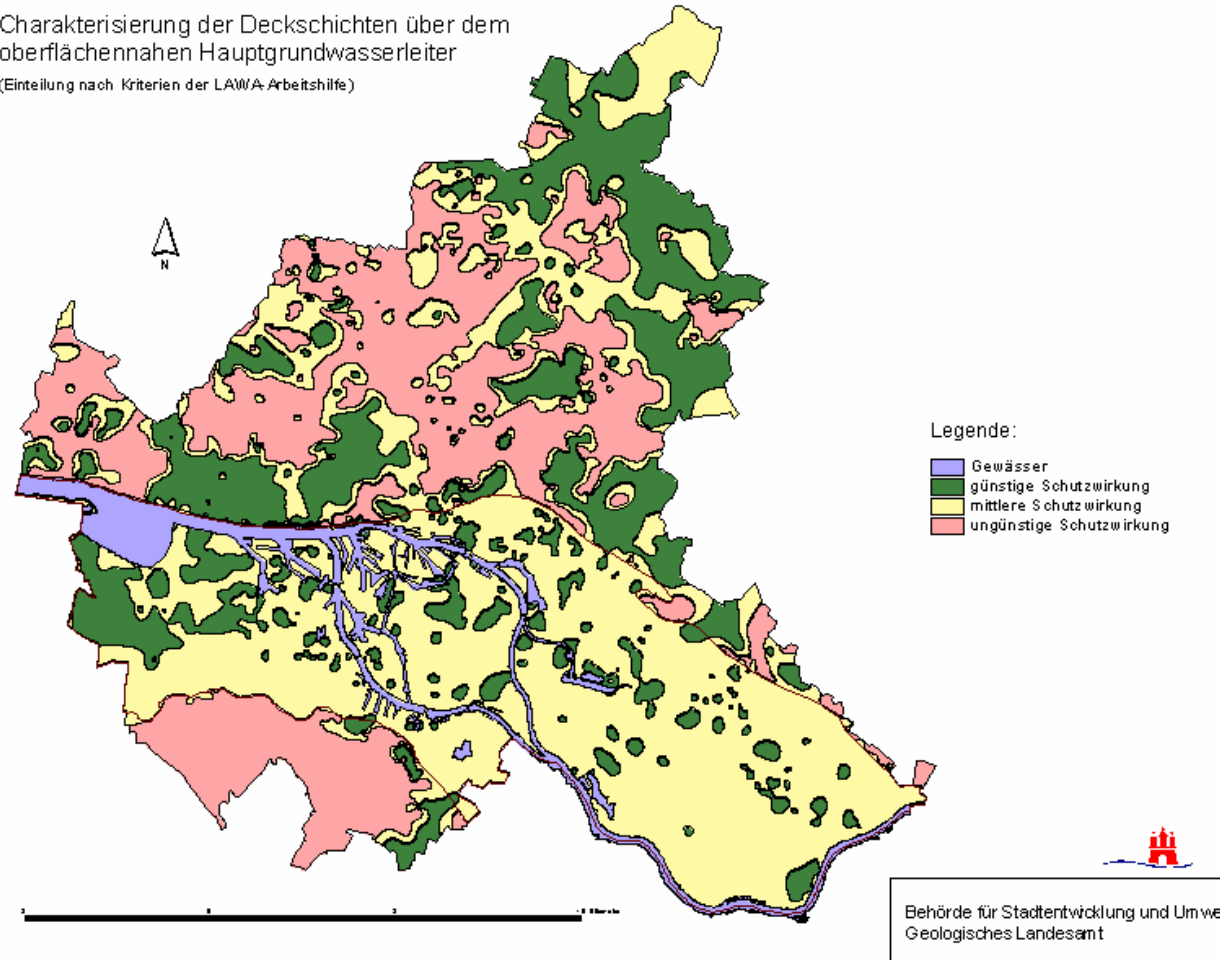 Charakterisierung der Deckschichten über dem
oberflächennahen Hauptgrundwasserleiter
(Einteilung nach Kriterien der LAWA-Arbeitshilfe)
N
Legende:
Gewässer
günstige Schutzwirkung
mittlere Schutzwirkung
ungünstige Schutzwirkung
Behörde für Stadtentwicklung und Umwe
Geologisches Landesamt